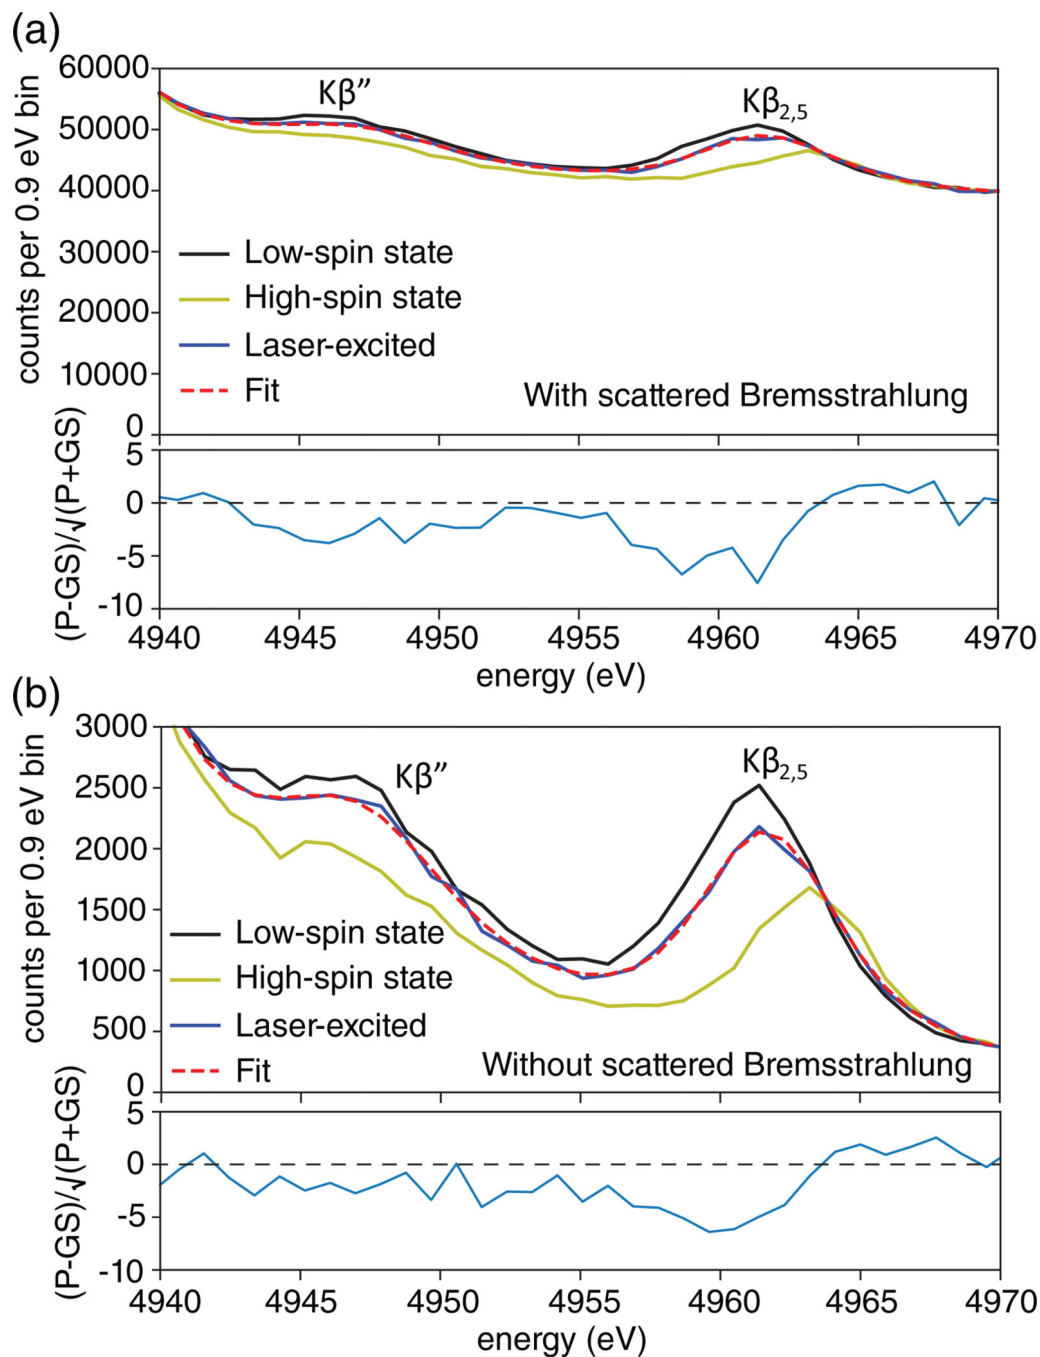 (a)
counts per 0.9 eV bin
60000
50000
40000
30000
20000
10000
0
Kβ”
Kβ2,5
Low-spin state
High-spin state
Laser-excited
Fit
With scattered Bremsstrahlung
(P-GS)/√(P+GS)
5
0
-5
-10
4940 4945 4950 4955 4960 4965 4970
energy (eV)
(b)
counts per 0.9 eV bin
3000
2500
2000
1500
1000
500
0
Kβ”
Kβ2,5
Low-spin state
High-spin state
Laser-excited
Fit
Without scattered Bremsstrahlung
(P-GS)/√(P+GS)
5
0
-5
-10
4940 4945 4950 4955 4960 4965 4970
energy (eV)